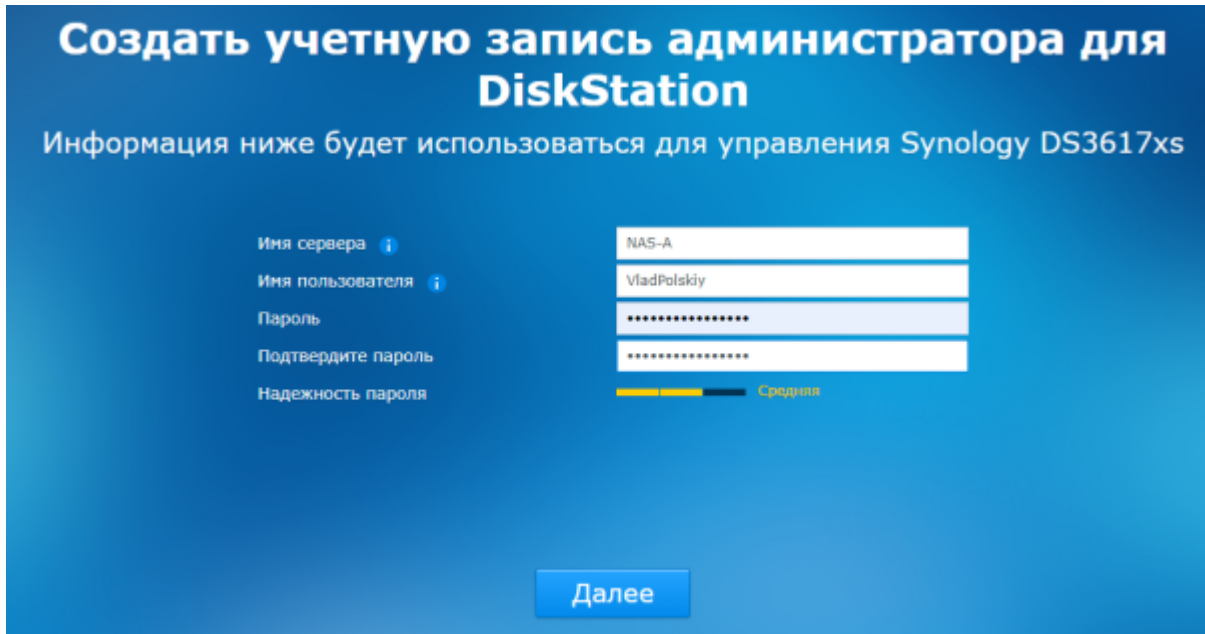 Создать учетную запись администратора для
DiskStation
Информация ниже будет использоваться для управления Synology DS3617xs
Имя сервера NAS-A
Имя пользователя VladPolskiy
Пароль ••••••••••••••••
Подтвердите пароль ••••••••••••••••
Надежность пароля Средняя
Далее